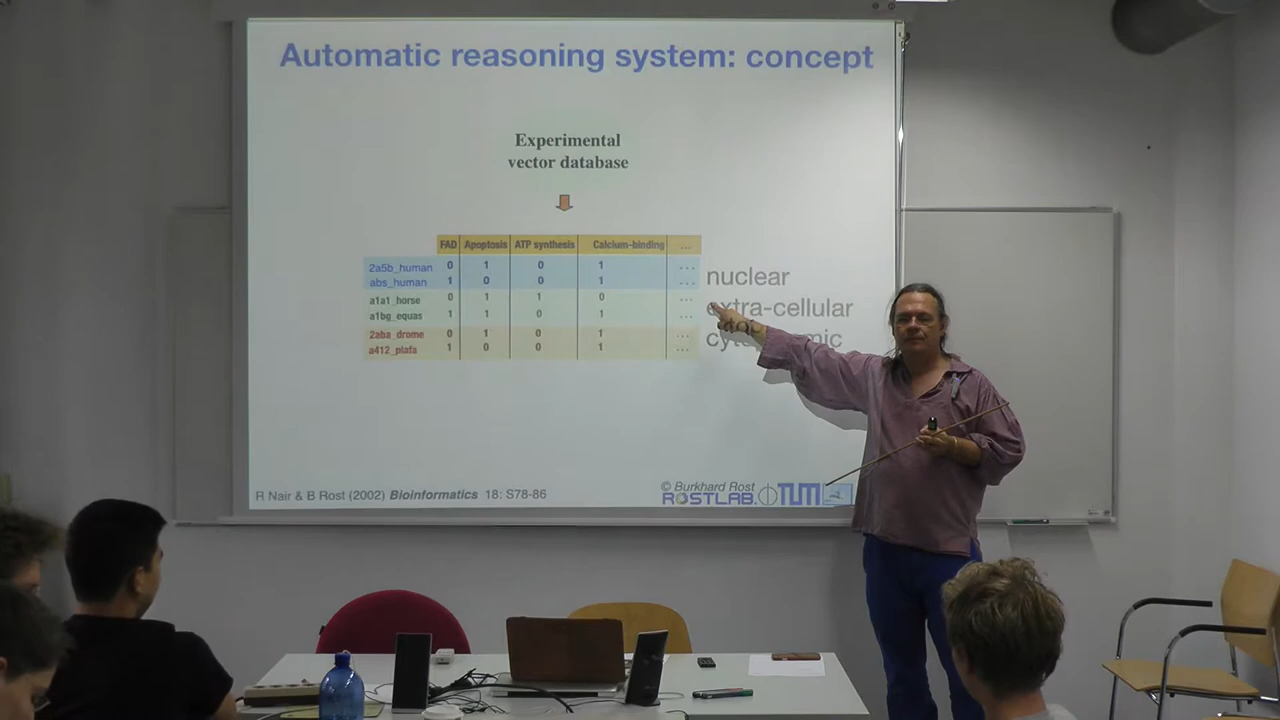 Automatic reasoning system: concept
Experimental
vector database
FAD Apoptosis ATP synthesis Calcium-binding ...
2a5b_human 0 1 0 1 ...
abs_human 1 0 0 1 ...
nuclear
a1a1_horse 0 1 1 0 ...
a1bg_equas 1 1 0 1 ...
extra-cellular
2aba_drome 0 1 0 1 ...
a412_plafa 1 0 0 1 ...
R Nair & B Rost (2002) Bioinformatics 18: S78-86
© Burkhard Rost
ROSTLAB. TUM